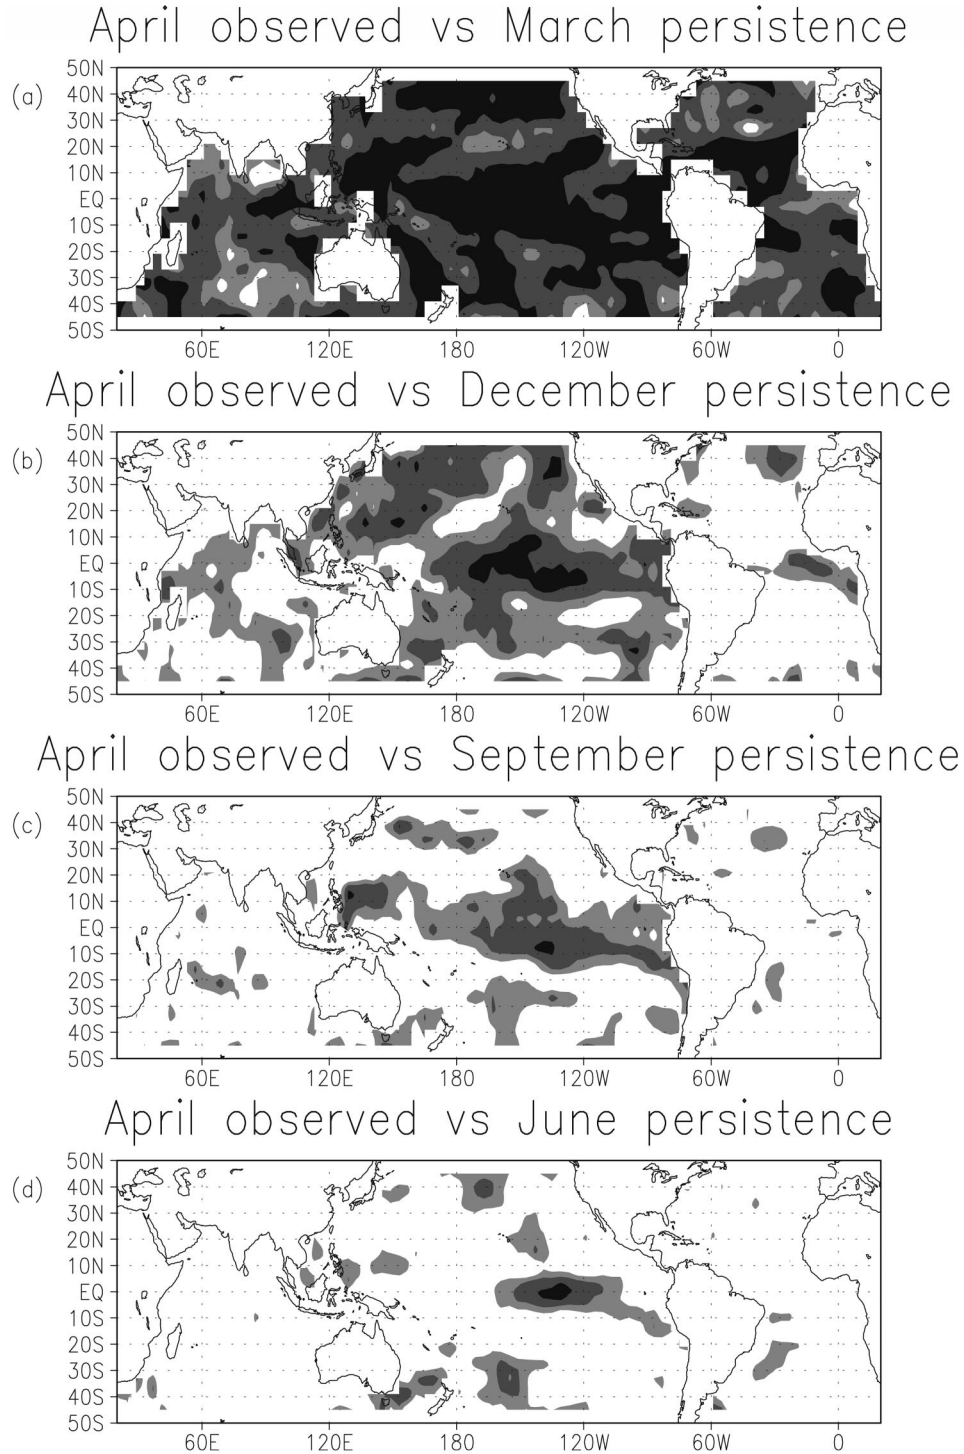 April observed vs March persistence
(a)
50N
40N
30N
20N
10N
EQ
10S
20S
30S
40S
50S
60E 120E 180 120W 60W 0
April observed vs December persistence
(b)
50N
40N
30N
20N
10N
EQ
10S
20S
30S
40S
50S
60E 120E 180 120W 60W 0
April observed vs September persistence
(c)
50N
40N
30N
20N
10N
EQ
10S
20S
30S
40S
50S
60E 120E 180 120W 60W 0
April observed vs June persistence
(d)
50N
40N
30N
20N
10N
EQ
10S
20S
30S
40S
50S
60E 120E 180 120W 60W 0